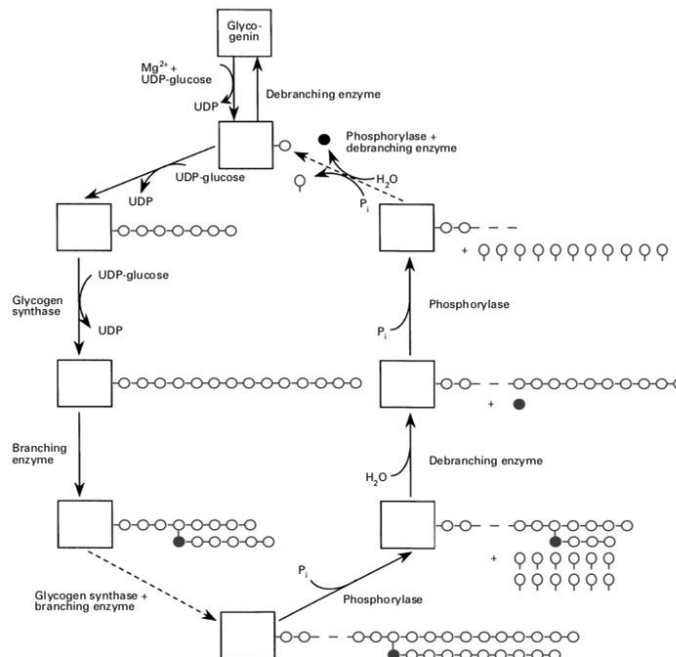 Glyco-
genin
Mg2+ +
UDP-glucose
UDP
Debranching enzyme
Phosphorylase +
debranching enzyme
UDP-glucose
UDP
H2O
Pi
+
UDP-glucose
Glycogen
synthase
UDP
Phosphorylase
Pi
+
Branching
enzyme
Debranching enzyme
H2O
+
Glycogen synthase +
branching enzyme
Pi
Phosphorylase